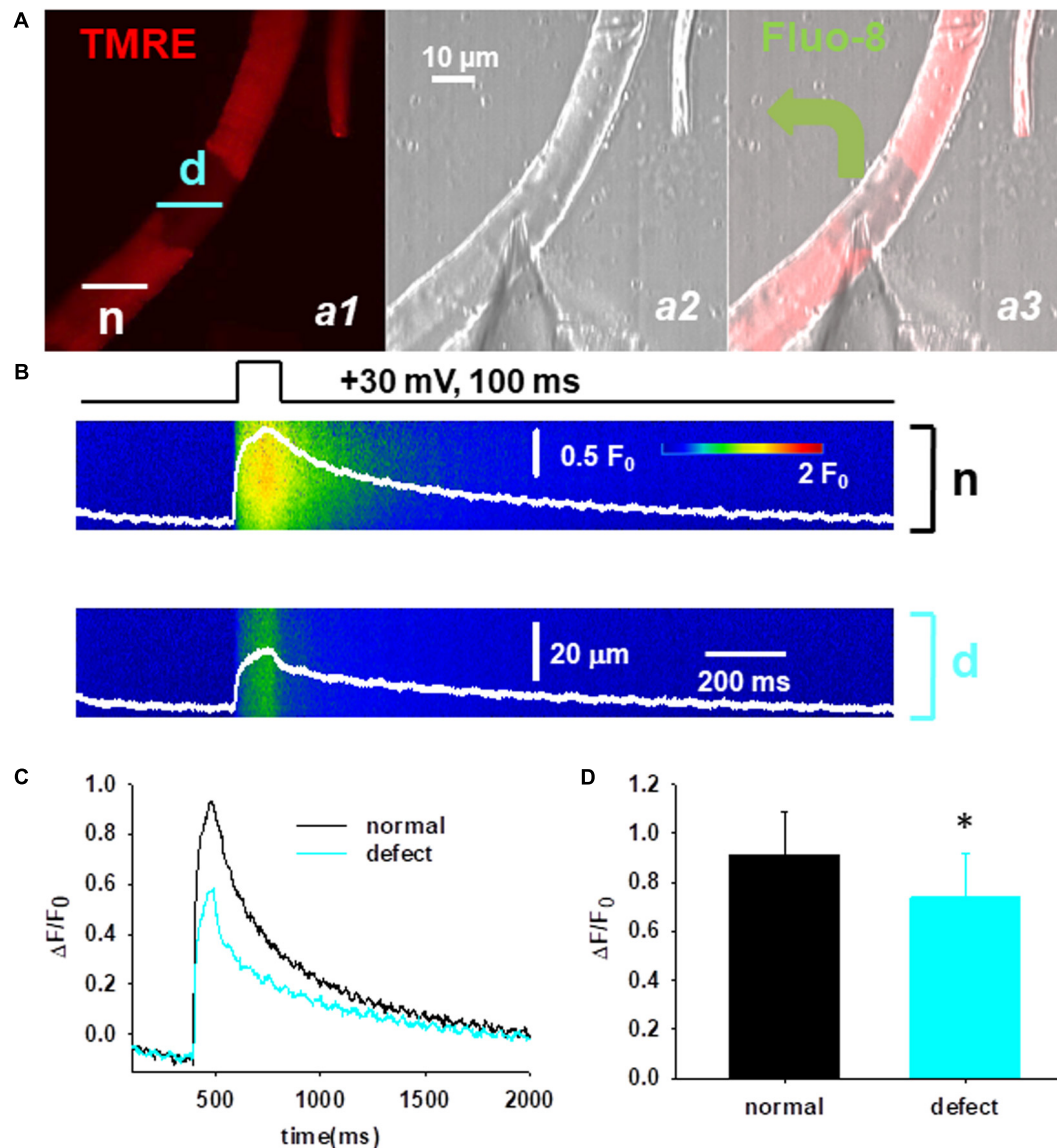 A
TMRE
d
n
a1
10 µm
a2
Fluo-8
a3
B
+30 mV, 100 ms
0.5 F₀
2 F₀
n
20 µm
200 ms
d
C
ΔF/F₀
1.0
0.8
0.6
0.4
0.2
0.0
normal
defect
500
1000
1500
2000
time(ms)
D
ΔF/F₀
1.2
1.0
0.8
0.6
0.4
0.2
0.0
*
normal
defect